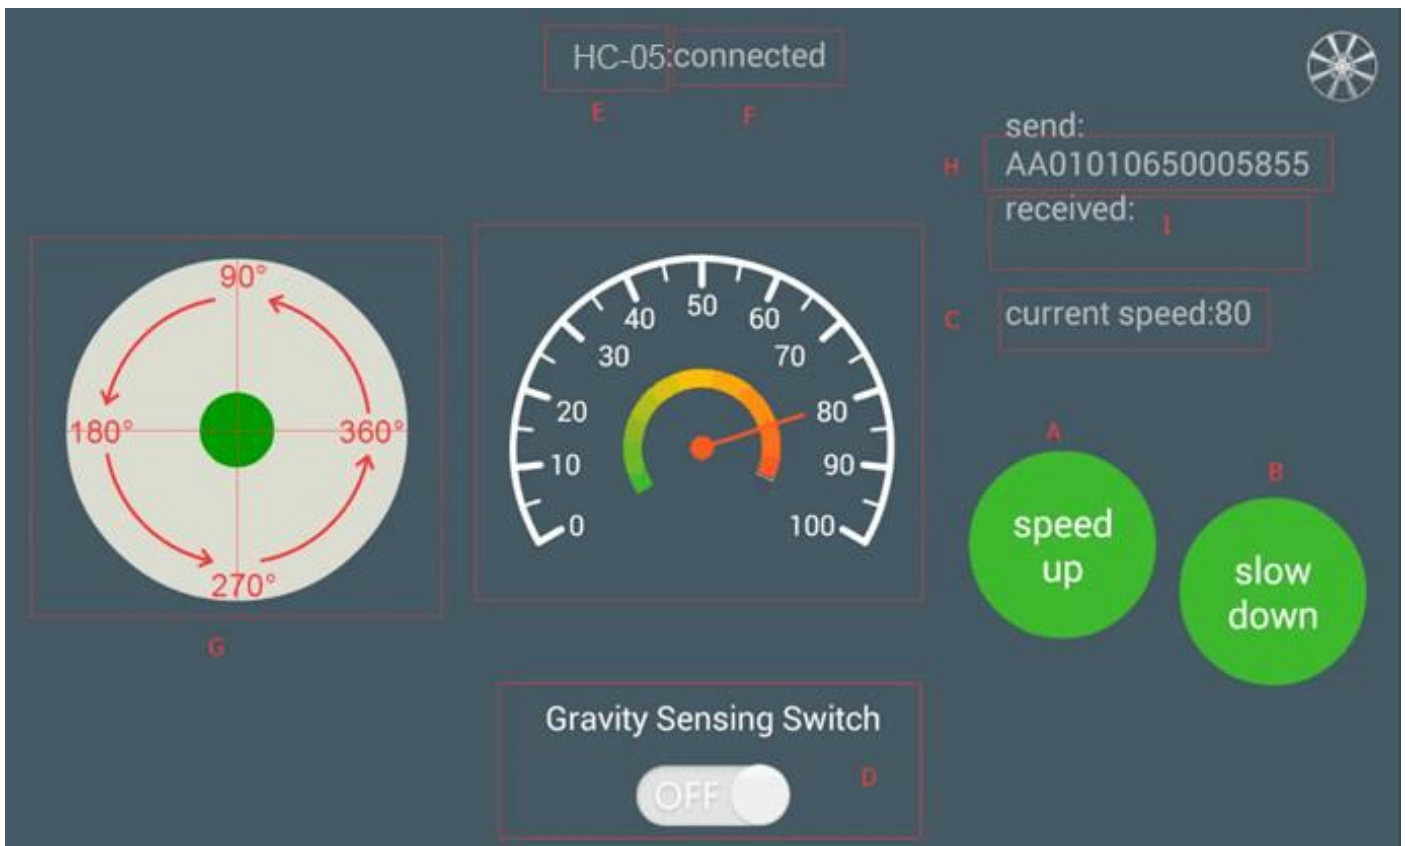 HC-05:connected
E
F
send:
H
AA01010650005855
received:
i
C
current speed:80
90°
180°
360°
270°
G
0
10
20
30
40
50
60
70
80
90
100
A
speed
up
B
slow
down
Gravity Sensing Switch
OFF
D